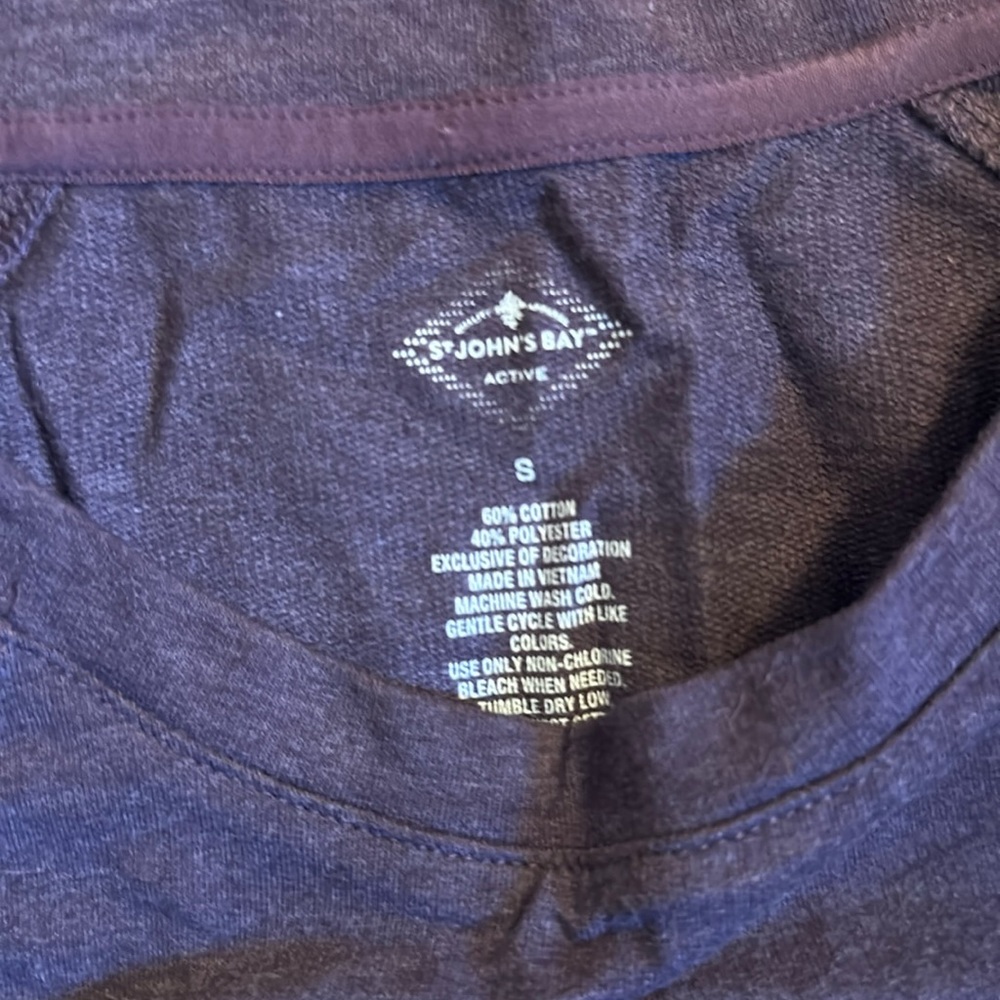 ST JOHN'S BAY™
ACTIVE
S
60% COTTON
40% POLYESTER
EXCLUSIVE OF DECORATION
MADE IN VIETNAM
MACHINE WASH COLD.
GENTLE CYCLE WITH LIKE
COLORS.
USE ONLY NON-CHLORINE
BLEACH WHEN NEEDED.
TUMBLE DRY LOW